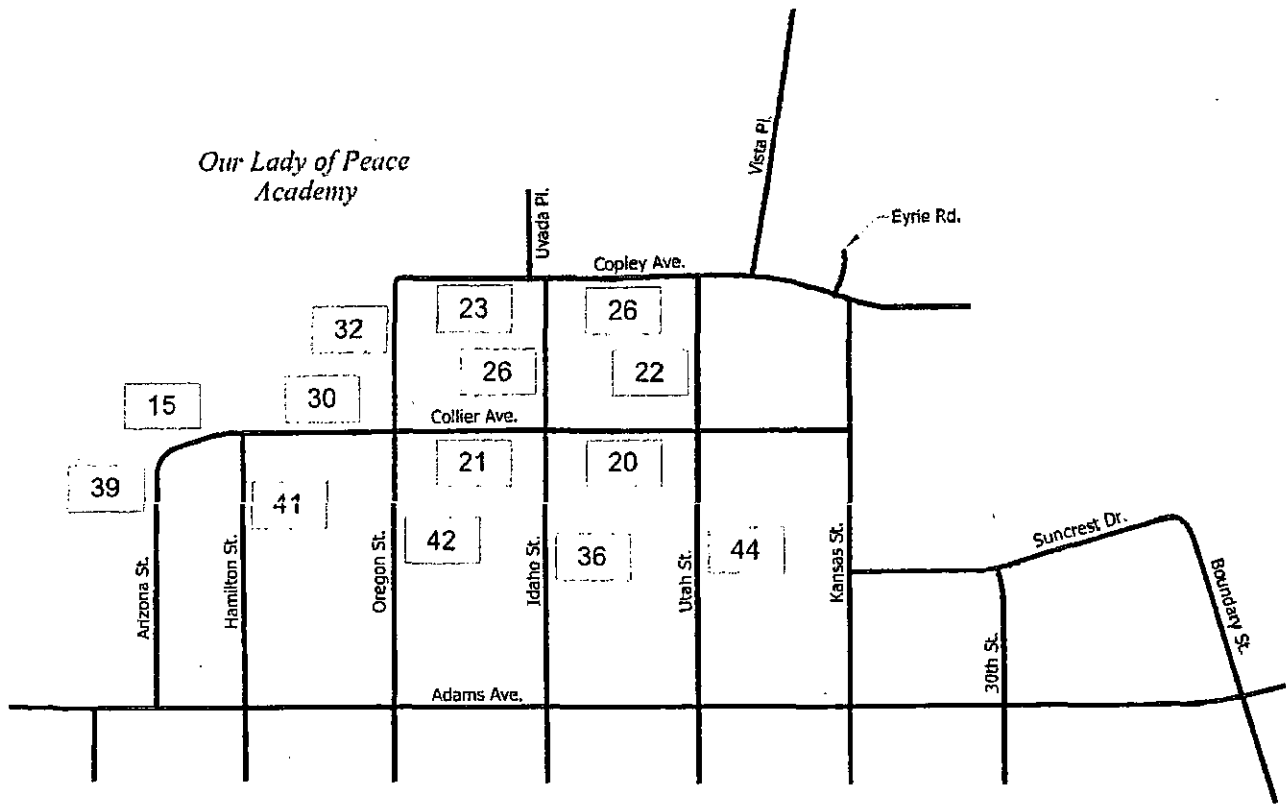 Our Lady of Peace
Academy
Vista Pl.
Uvada Pl.
Eyrie Rd.
Copley Ave.
23
26
32
26
22
15
30
Collier Ave.
39
41
21
20
42
36
44
Arizona St.
Hamilton St.
Oregon St.
Idaho St.
Utah St.
Kansas St.
Suncrest Dr.
Boundary St.
30th St.
Adams Ave.